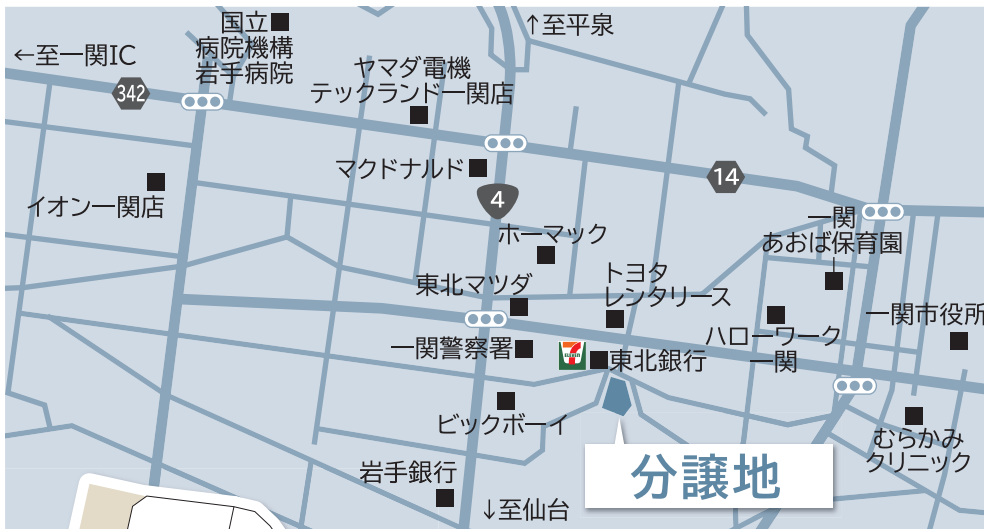 国立
病院機構
岩手病院
↑至平泉
←至一関IC
342
ヤマダ電機
テックランド一関店
マクドナルド
14
4
イオン一関店
一関
あおば保育園
ホーマック
トヨタ
レンタリース
東北マツダ
一関市役所
ハローワーク
一関
一関警察署
7
ELEVEN
東北銀行
ビックボーイ
むらかみ
クリニック
分譲地
岩手銀行
↓至仙台